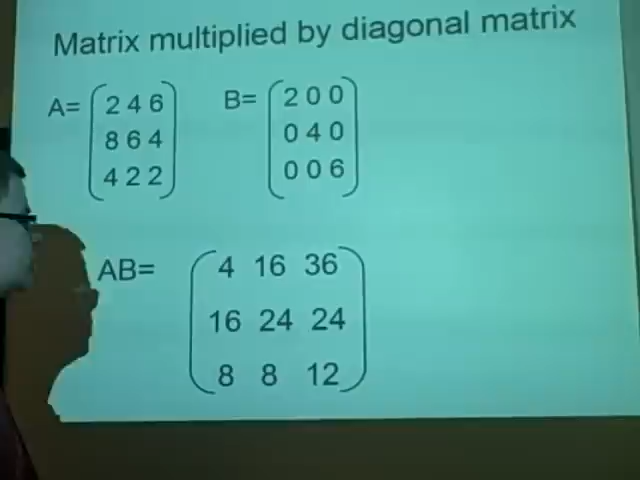 Matrix multiplied by diagonal matrix
A= 2 4 6 B= 2 0 0
8 6 4 0 4 0
4 2 2 0 0 6
4 16 36
AB=
16 24 24
8 8 12